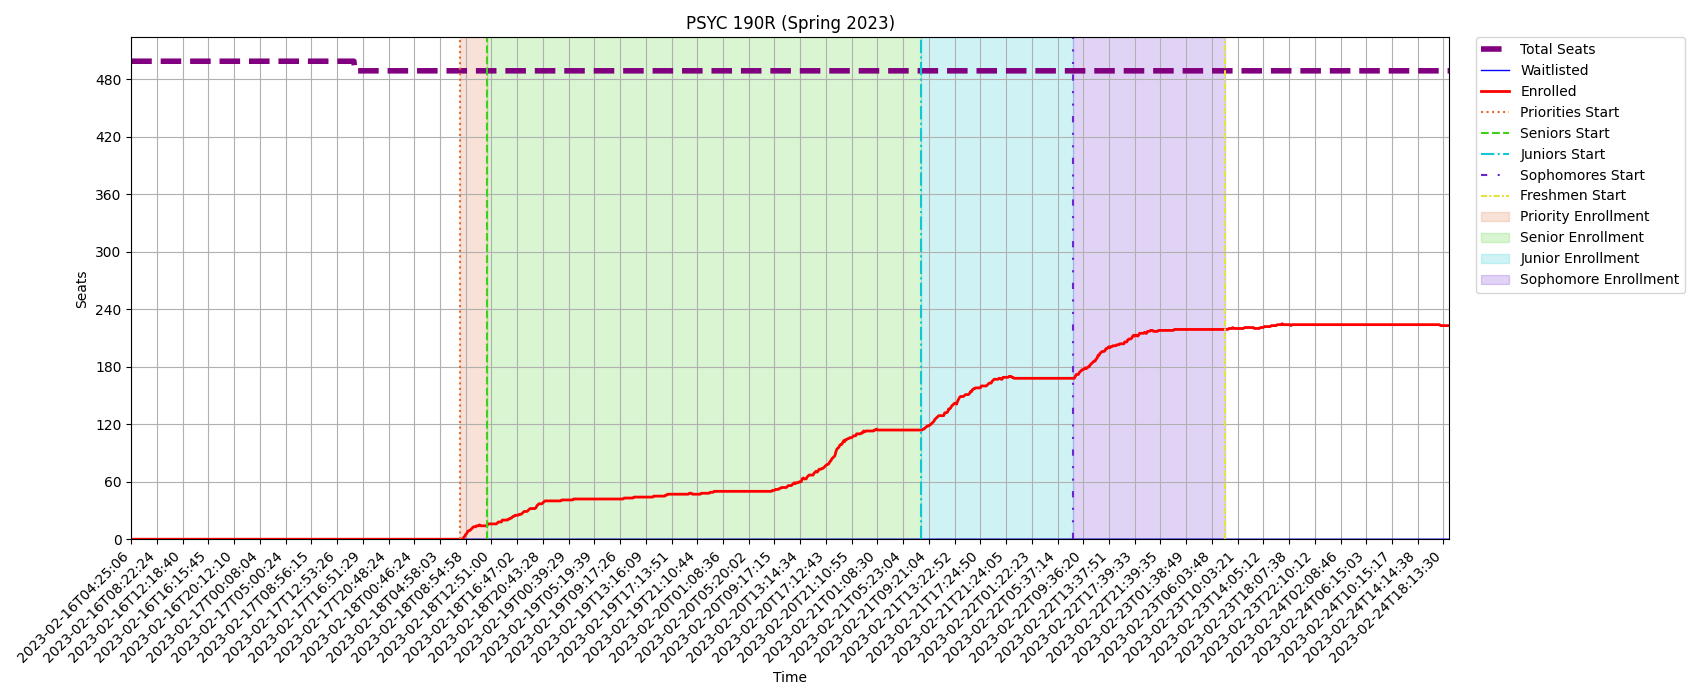 PSYC 190R (Spring 2023)
Seats
480
420
360
300
240
180
120
60
0
2023-02-16T04:25:06
2023-02-16T08:22:24
2023-02-16T12:18:40
2023-02-16T16:15:45
2023-02-16T20:12:10
2023-02-17T00:08:04
2023-02-17T05:00:24
2023-02-17T08:56:15
2023-02-17T12:53:26
2023-02-17T16:51:29
2023-02-17T20:48:24
2023-02-18T00:46:24
2023-02-18T04:58:03
2023-02-18T08:54:58
2023-02-18T12:51:00
2023-02-18T16:47:02
2023-02-18T20:43:28
2023-02-19T00:39:29
2023-02-19T05:19:39
2023-02-19T09:17:26
2023-02-19T13:16:09
2023-02-19T17:13:51
2023-02-19T21:10:44
2023-02-20T01:08:36
2023-02-20T05:20:02
2023-02-20T09:17:15
2023-02-20T13:14:34
2023-02-20T17:12:43
2023-02-20T21:10:55
2023-02-21T01:08:30
2023-02-21T05:23:04
2023-02-21T09:21:04
2023-02-21T13:22:52
2023-02-21T17:24:50
2023-02-21T21:24:05
2023-02-22T01:22:23
2023-02-22T05:37:14
2023-02-22T09:36:20
2023-02-22T13:37:51
2023-02-22T17:39:33
2023-02-22T21:39:35
2023-02-23T01:38:49
2023-02-23T06:03:48
2023-02-23T10:03:21
2023-02-23T14:05:12
2023-02-23T18:07:38
2023-02-23T22:10:12
2023-02-24T02:08:46
2023-02-24T06:15:03
2023-02-24T10:15:17
2023-02-24T14:14:38
2023-02-24T18:13:30
Time
Total Seats
Waitlisted
Enrolled
Priorities Start
Seniors Start
Juniors Start
Sophomores Start
Freshmen Start
Priority Enrollment
Senior Enrollment
Junior Enrollment
Sophomore Enrollment